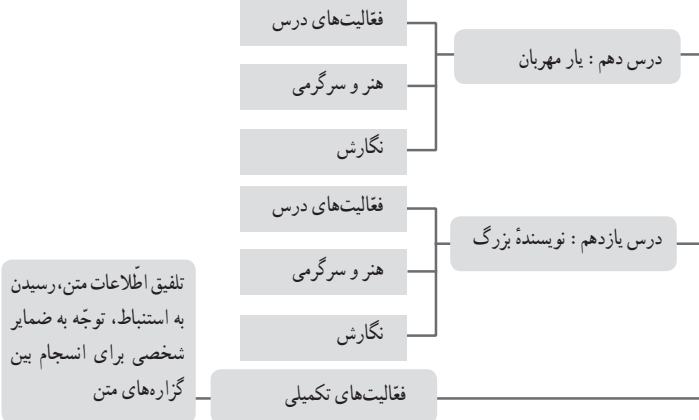 فعّالیت‌های درس
درس دهم : یار مهربان
هنر و سرگرمی
نگارش
فعّالیت‌های درس
درس یازدهم : نویسندهٔ بزرگ
هنر و سرگرمی
نگارش
فعّالیت‌های تکمیلی
تلفیق اطّلاعات متن، رسیدن
به استنباط، توجّه به ضمایر
شخصی برای انسجام بین
گزاره‌های متن